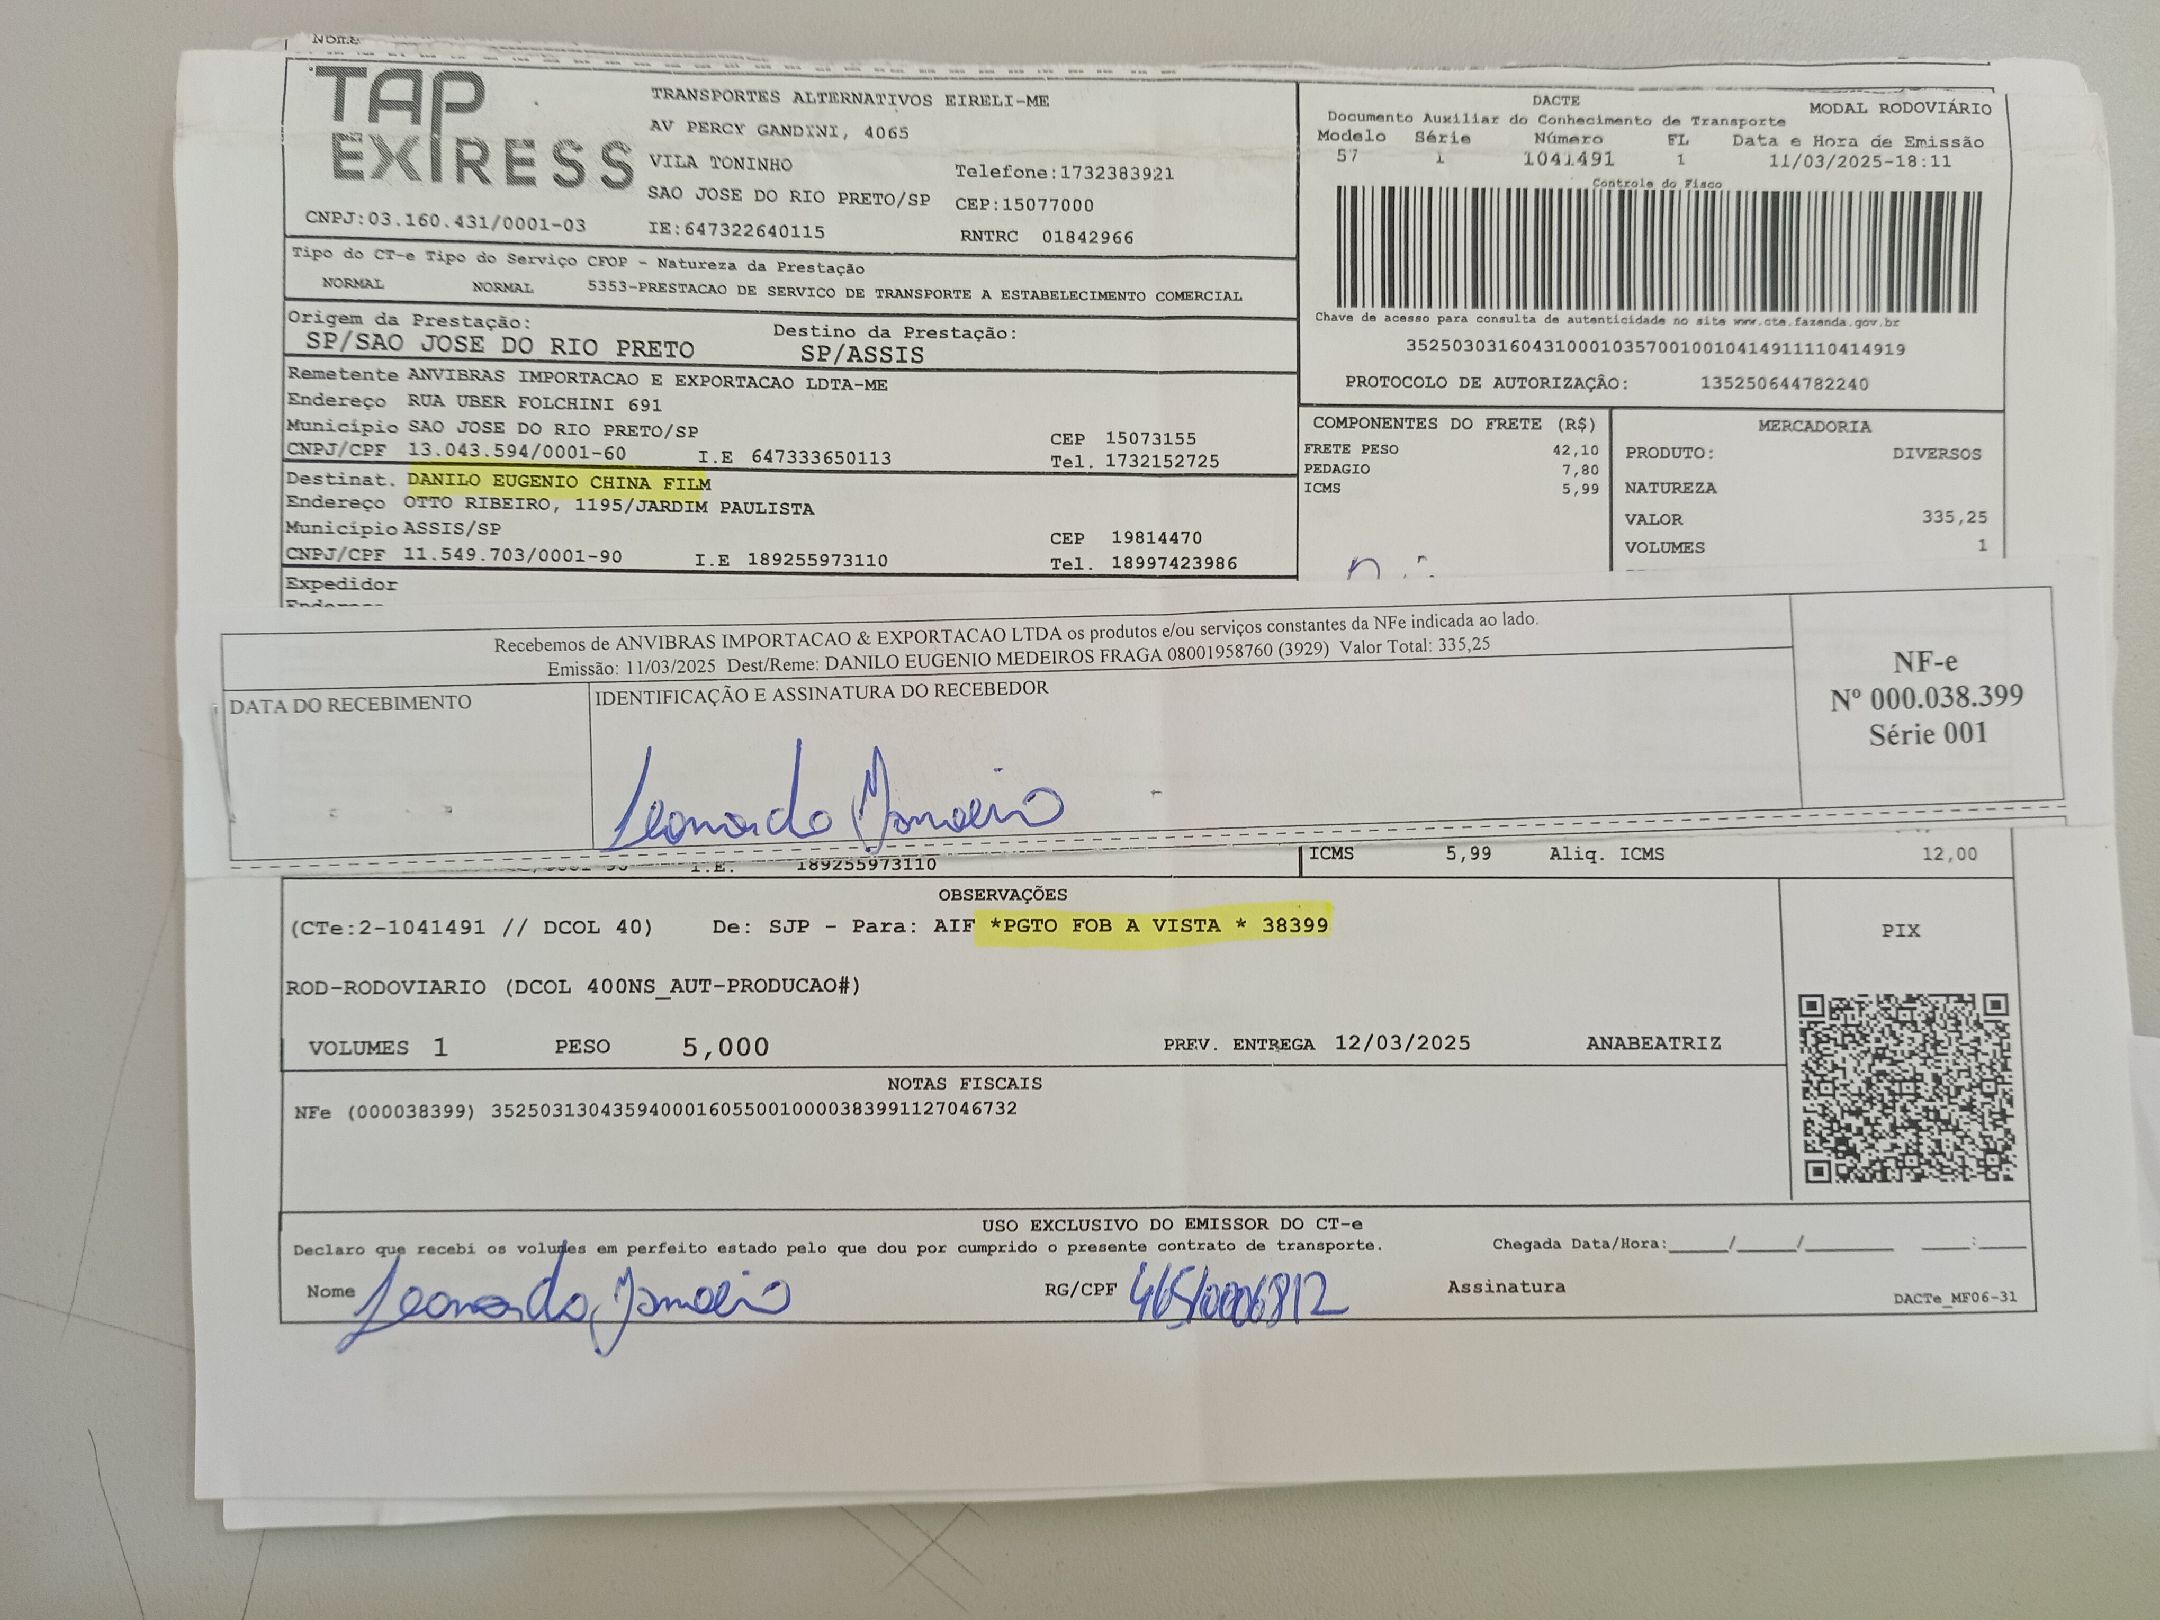 Nome
TAP
EXPRESS
TRANSPORTES ALTERNATIVOS EIRELI-ME
AV PERCY GANDINI, 4065
VILA TONINHO
Telefone:1732383921
SAO JOSE DO RIO PRETO/SP CEP:15077000
CNPJ:03.160.431/0001-03 IE:647322640115 RNTRC 01842966
DACTE MODAL RODOVIÁRIO
Documento Auxiliar do Conhecimento de Transporte
Modelo Série Número FL Data e Hora de Emissão
57 1 1041491 1 11/03/2025-18:11
Controle do Fisco
Chave de acesso para consulta de autenticidade no site www.cte.fazenda.gov.br
35250303160431000103570010010414911110414919
PROTOCOLO DE AUTORIZAÇÃO: 135250644782240
Tipo do CT-e Tipo do Serviço CFOP - Natureza da Prestação
NORMAL NORMAL 5353-PRESTACAO DE SERVICO DE TRANSPORTE A ESTABELECIMENTO COMERCIAL
Origem da Prestação: Destino da Prestação:
SP/SAO JOSE DO RIO PRETO SP/ASSIS
Remetente ANVIBRAS IMPORTACAO E EXPORTACAO LDTA-ME
Endereço RUA UBER FOLCHINI 691
Município SAO JOSE DO RIO PRETO/SP CEP 15073155
CNPJ/CPF 13.043.594/0001-60 I.E 647333650113 Tel. 1732152725
Destinat. DANILO EUGENIO CHINA FILM
Endereço OTTO RIBEIRO, 1195/JARDIM PAULISTA
Município ASSIS/SP CEP 19814470
CNPJ/CPF 11.549.703/0001-90 I.E 189255973110 Tel. 18997423986
Expedidor
COMPONENTES DO FRETE (R$)
FRETE PESO 42,10
PEDAGIO 7,80
ICMS 5,99
MERCADORIA
PRODUTO: DIVERSOS
NATUREZA
VALOR 335,25
VOLUMES 1
Recebemos de ANVIBRAS IMPORTACAO & EXPORTACAO LTDA os produtos e/ou serviços constantes da NFe indicada ao lado.
Emissão: 11/03/2025 Dest/Reme: DANILO EUGENIO MEDEIROS FRAGA 08001958760 (3929) Valor Total: 335,25
DATA DO RECEBIMENTO
IDENTIFICAÇÃO E ASSINATURA DO RECEBEDOR
Leonardo
NF-e
Nº 000.038.399
Série 001
I.E. 189255973110
ICMS 5,99 Aliq. ICMS 12,00
OBSERVAÇÕES
(CTe:2-1041491 // DCOL 40) De: SJP - Para: AIF *PGTO FOB A VISTA * 38399
ROD-RODOVIARIO (DCOL 400NS_AUT-PRODUCAO#)
VOLUMES 1 PESO 5,000 PREV. ENTREGA 12/03/2025 ANABEATRIZ
PIX
NOTAS FISCAIS
NFe (000038399) 35250313043594000160550010000383991127046732
USO EXCLUSIVO DO EMISSOR DO CT-e
Declaro que recebi os volumes em perfeito estado pelo que dou por cumprido o presente contrato de transporte. Chegada Data/Hora:_____/_____/________ ____:____
Nome Leonardo RG/CPF Assinatura
DACTe_MF06-31